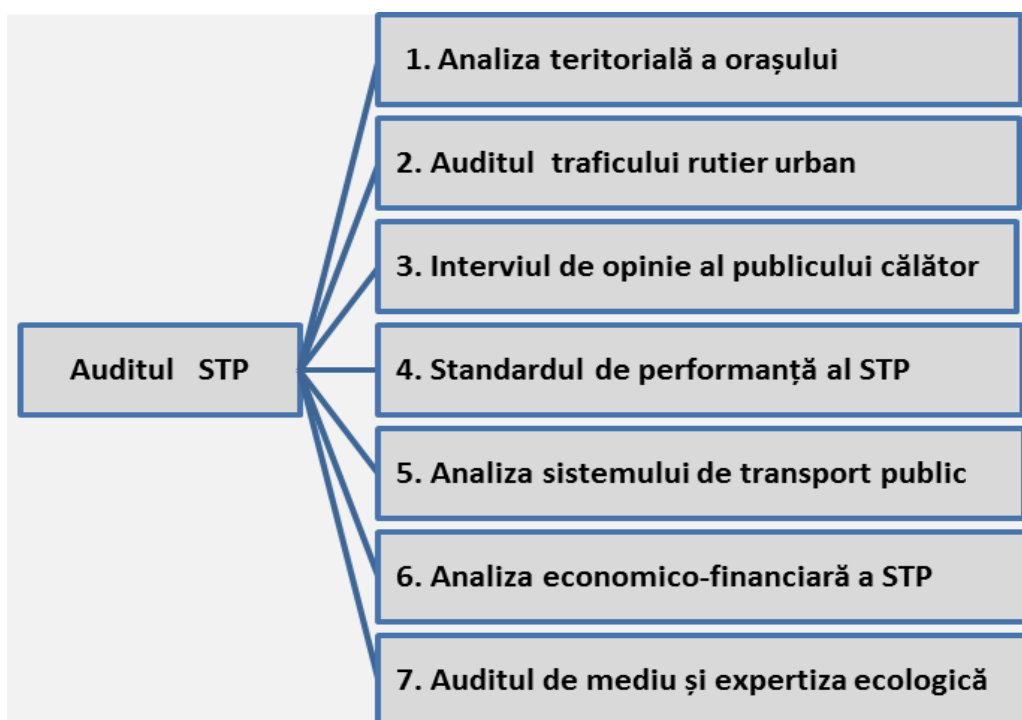 1. Analiza teritorială a orașului
2. Auditul traficului rutier urban
3. Interviul de opinie al publicului călător
Auditul STP
4. Standardul de performanță al STP
5. Analiza sistemului de transport public
6. Analiza economico-financiară a STP
7. Auditul de mediu și expertiza ecologică